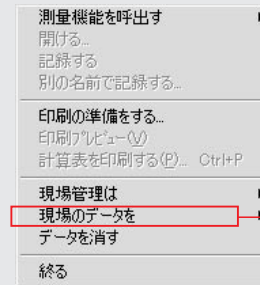 測量機能を呼出す
開ける...
記録する
別の名前で記録する...
印刷の準備をする...
印刷ﾌﾟﾚﾋﾞｭｰ(V)
計算表を印刷する(P)... Ctrl+P
現場管理は
現場のデータを
データを消す
終る